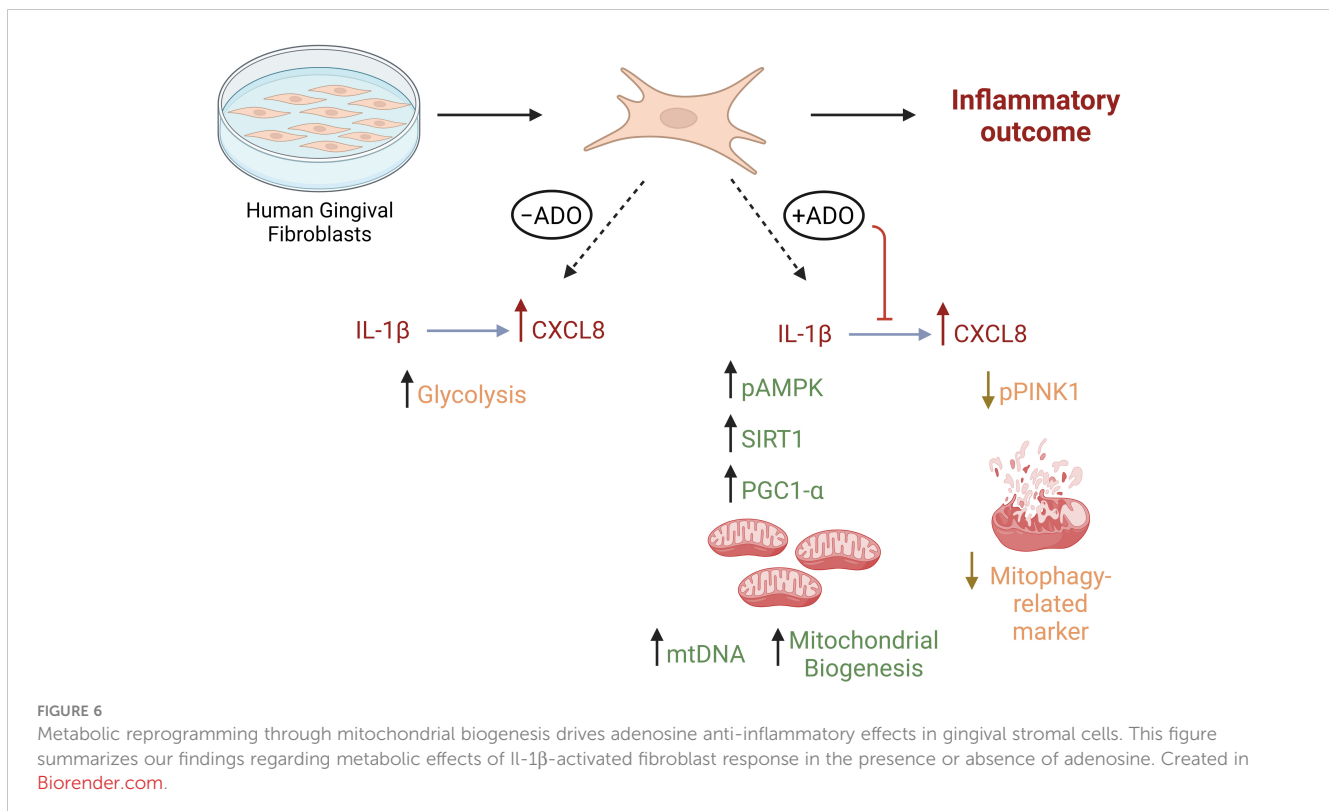 Inflammatory
outcome
Human Gingival
Fibroblasts
−ADO
+ADO
IL-1β
CXCL8
IL-1β
CXCL8
Glycolysis
pAMPK
pPINK1
SIRT1
PGC1-α
Mitophagy-
related
marker
mtDNA
Mitochondrial
Biogenesis
FIGURE 6
Metabolic reprogramming through mitochondrial biogenesis drives adenosine anti-inflammatory effects in gingival stromal cells. This figure
summarizes our findings regarding metabolic effects of Il-1β-activated fibroblast response in the presence or absence of adenosine. Created in
Biorender.com.